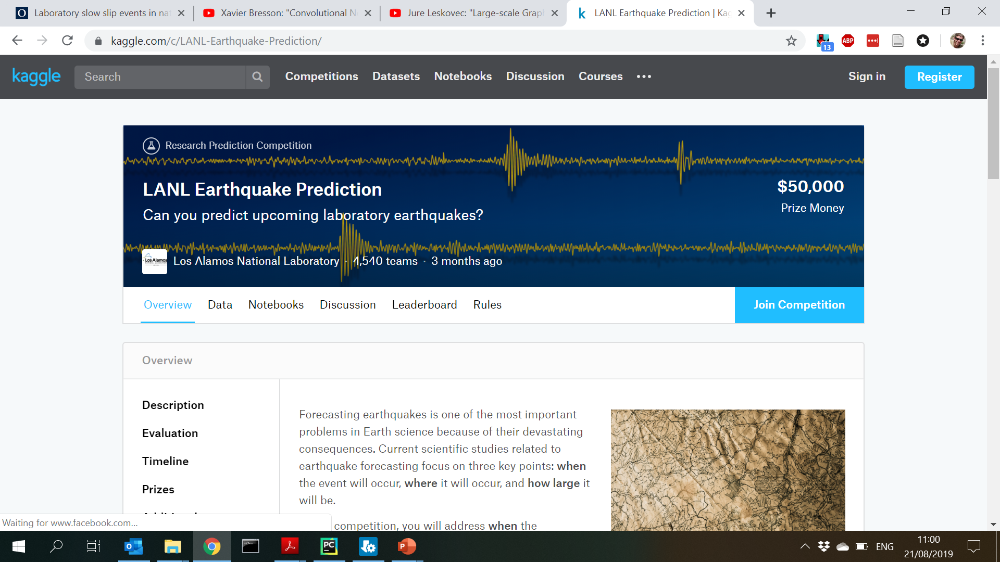 Laboratory slow slip events in nat
Xavier Bresson: "Convolutional N
Jure Leskovec: "Large-scale Grap
LANL Earthquake Prediction | Kag
kaggle.com/c/LANL-Earthquake-Prediction/
13
ABP
kaggle
Search
Competitions
Datasets
Notebooks
Discussion
Courses
Sign in
Register
Research Prediction Competition
LANL Earthquake Prediction
Can you predict upcoming laboratory earthquakes?
$50,000
Prize Money
Los Alamos
Los Alamos National Laboratory · 4,540 teams · 3 months ago
Overview
Data
Notebooks
Discussion
Leaderboard
Rules
Join Competition
Overview
Description
Evaluation
Timeline
Prizes
Forecasting earthquakes is one of the most important
problems in Earth science because of their devastating
consequences. Current scientific studies related to
earthquake forecasting focus on three key points: when
the event will occur, where it will occur, and how large it
will be.
competition, you will address when the
Waiting for www.facebook.com...
ENG
11:00
21/08/2019